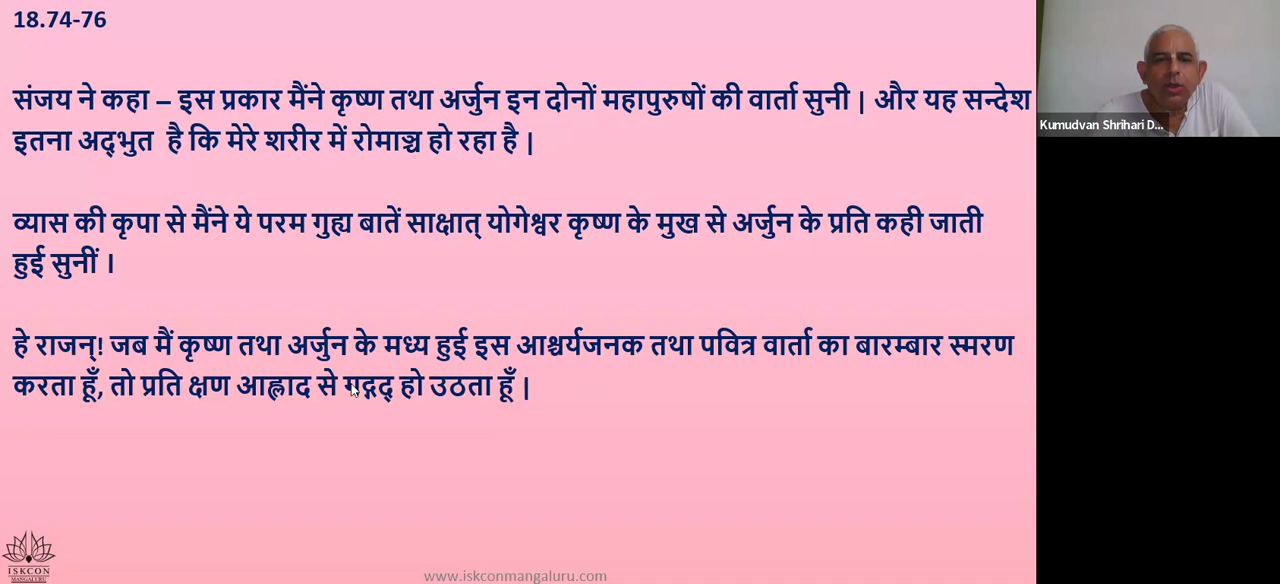 18.74-76
संजय ने कहा – इस प्रकार मैंने कृष्ण तथा अर्जुन इन दोनों महापुरुषों की वार्ता सुनी | और यह सन्देश
इतना अद्भुत है कि मेरे शरीर में रोमाञ्च हो रहा है |
व्यास की कृपा से मैंने ये परम गुह्य बातें साक्षात् योगेश्वर कृष्ण के मुख से अर्जुन के प्रति कही जाती
हुई सुनीं ।
हे राजन्! जब मैं कृष्ण तथा अर्जुन के मध्य हुई इस आश्चर्यजनक तथा पवित्र वार्ता का बारम्बार स्मरण
करता हूँ, तो प्रति क्षण आह्लाद से गद्गद् हो उठता हूँ |
Kumudvan Shrihari D...
ISKCON
MANGALURU
www.iskconmangaluru.com